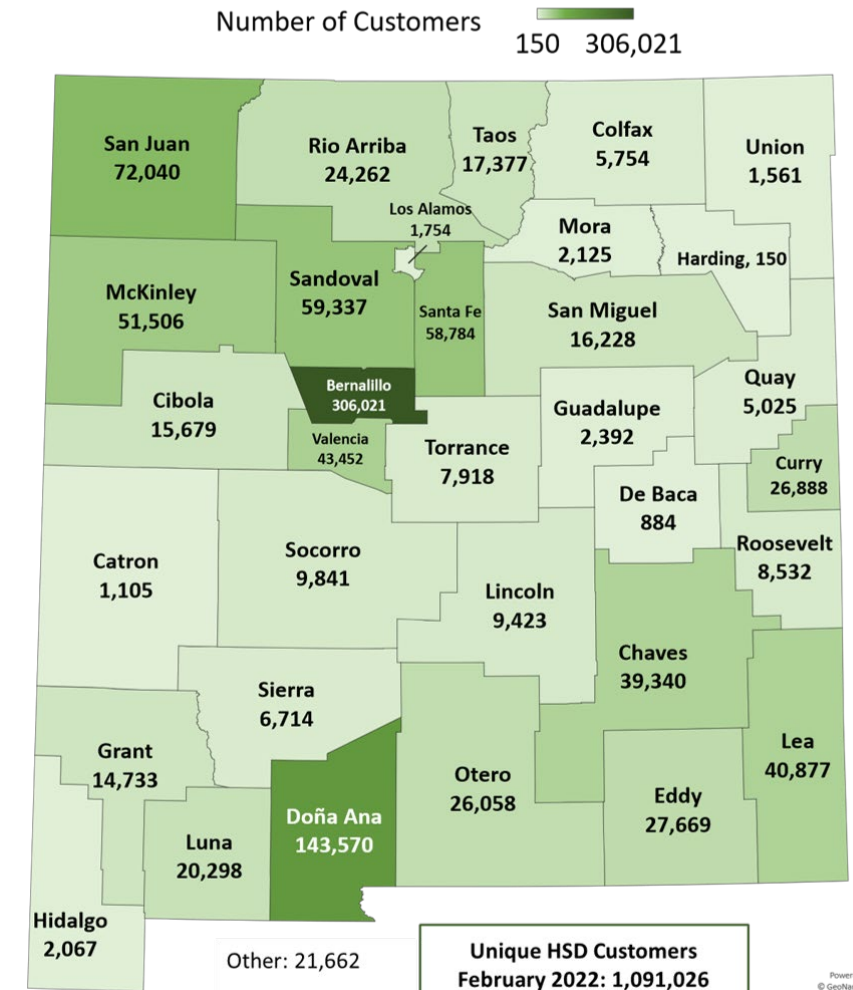 Number of Customers
150 306,021
San Juan
72,040
Rio Arriba
24,262
Taos
17,377
Colfax
5,754
Union
1,561
Los Alamos
1,754
Mora
2,125
Harding, 150
McKinley
51,506
Sandoval
59,337
Santa Fe
58,784
San Miguel
16,228
Bernalillo
306,021
Cibola
15,679
Valencia
43,452
Torrance
7,918
Guadalupe
2,392
Quay
5,025
Curry
26,888
De Baca
884
Roosevelt
8,532
Catron
1,105
Socorro
9,841
Lincoln
9,423
Chaves
39,340
Sierra
6,714
Grant
14,733
Doña Ana
143,570
Otero
26,058
Eddy
27,669
Lea
40,877
Luna
20,298
Hidalgo
2,067
Other: 21,662
Unique HSD Customers
February 2022: 1,091,026
Power
© GeoNa